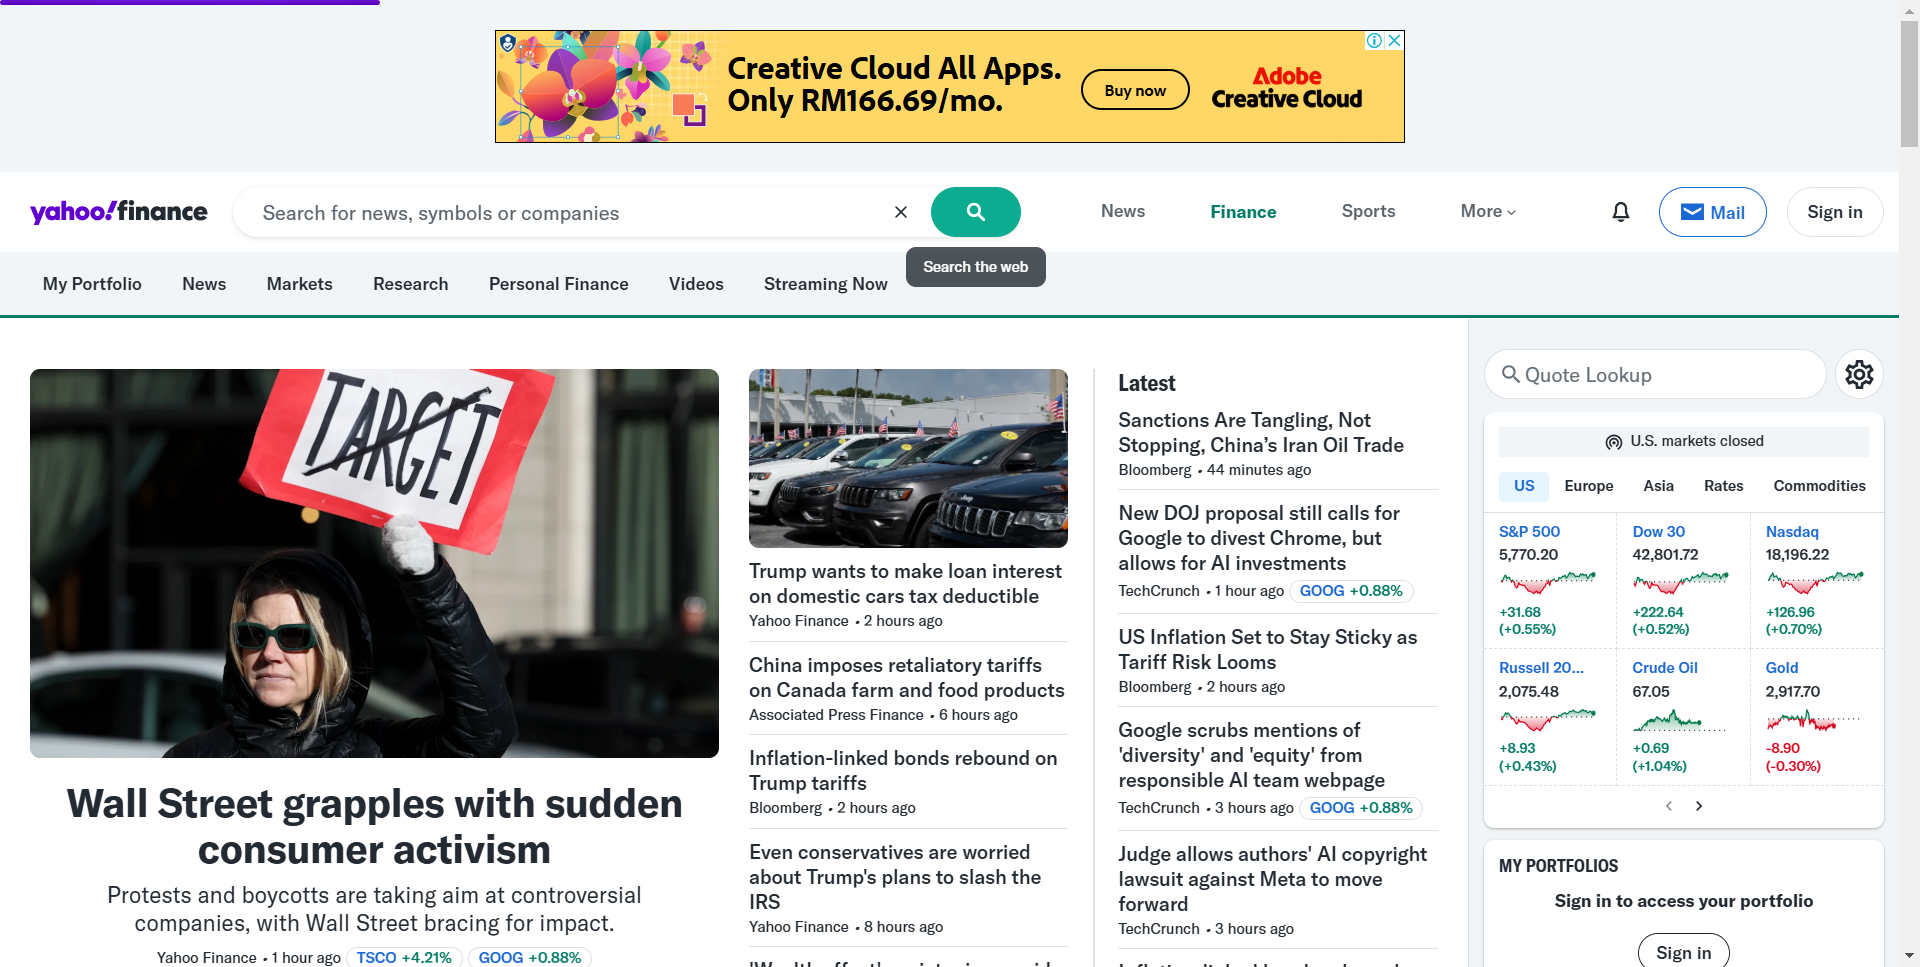 Creative Cloud All Apps.
Only RM166.69/mo.
Buy now
Adobe
Creative Cloud
yahoo!finance
Search for news, symbols or companies
News
Finance
Sports
More
Mail
Sign in
Search the web
My Portfolio
News
Markets
Research
Personal Finance
Videos
Streaming Now
TARGET
Wall Street grapples with sudden
consumer activism
Protests and boycotts are taking aim at controversial
companies, with Wall Street bracing for impact.
Yahoo Finance • 1 hour ago TSCO +4.21% GOOG +0.88%
Jeep
Trump wants to make loan interest
on domestic cars tax deductible
Yahoo Finance • 2 hours ago
China imposes retaliatory tariffs
on Canada farm and food products
Associated Press Finance • 6 hours ago
Inflation-linked bonds rebound on
Trump tariffs
Bloomberg • 2 hours ago
Even conservatives are worried
about Trump's plans to slash the
IRS
Yahoo Finance • 8 hours ago
Latest
Sanctions Are Tangling, Not
Stopping, China’s Iran Oil Trade
Bloomberg • 44 minutes ago
New DOJ proposal still calls for
Google to divest Chrome, but
allows for AI investments
TechCrunch • 1 hour ago GOOG +0.88%
US Inflation Set to Stay Sticky as
Tariff Risk Looms
Bloomberg • 2 hours ago
Google scrubs mentions of
'diversity' and 'equity' from
responsible AI team webpage
TechCrunch • 3 hours ago GOOG +0.88%
Judge allows authors' AI copyright
lawsuit against Meta to move
forward
TechCrunch • 3 hours ago
Quote Lookup
U.S. markets closed
US Europe Asia Rates Commodities
S&P 500
5,770.20
+31.68
(+0.55%)
Dow 30
42,801.72
+222.64
(+0.52%)
Nasdaq
18,196.22
+126.96
(+0.70%)
Russell 20...
2,075.48
+8.93
(+0.43%)
Crude Oil
67.05
+0.69
(+1.04%)
Gold
2,917.70
-8.90
(-0.30%)
MY PORTFOLIOS
Sign in to access your portfolio
Sign in